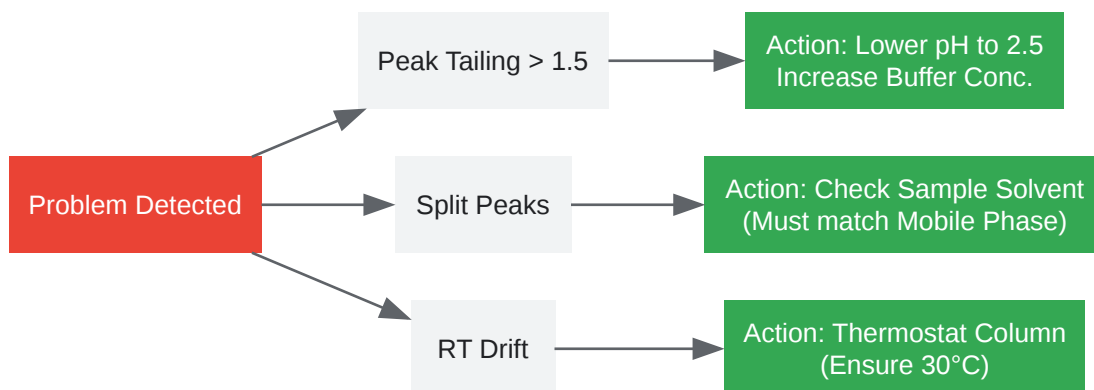 Problem Detected
Peak Tailing > 1.5
Action: Lower pH to 2.5
Increase Buffer Conc.
Split Peaks
Action: Check Sample Solvent
(Must match Mobile Phase)
RT Drift
Action: Thermostat Column
(Ensure 30°C)